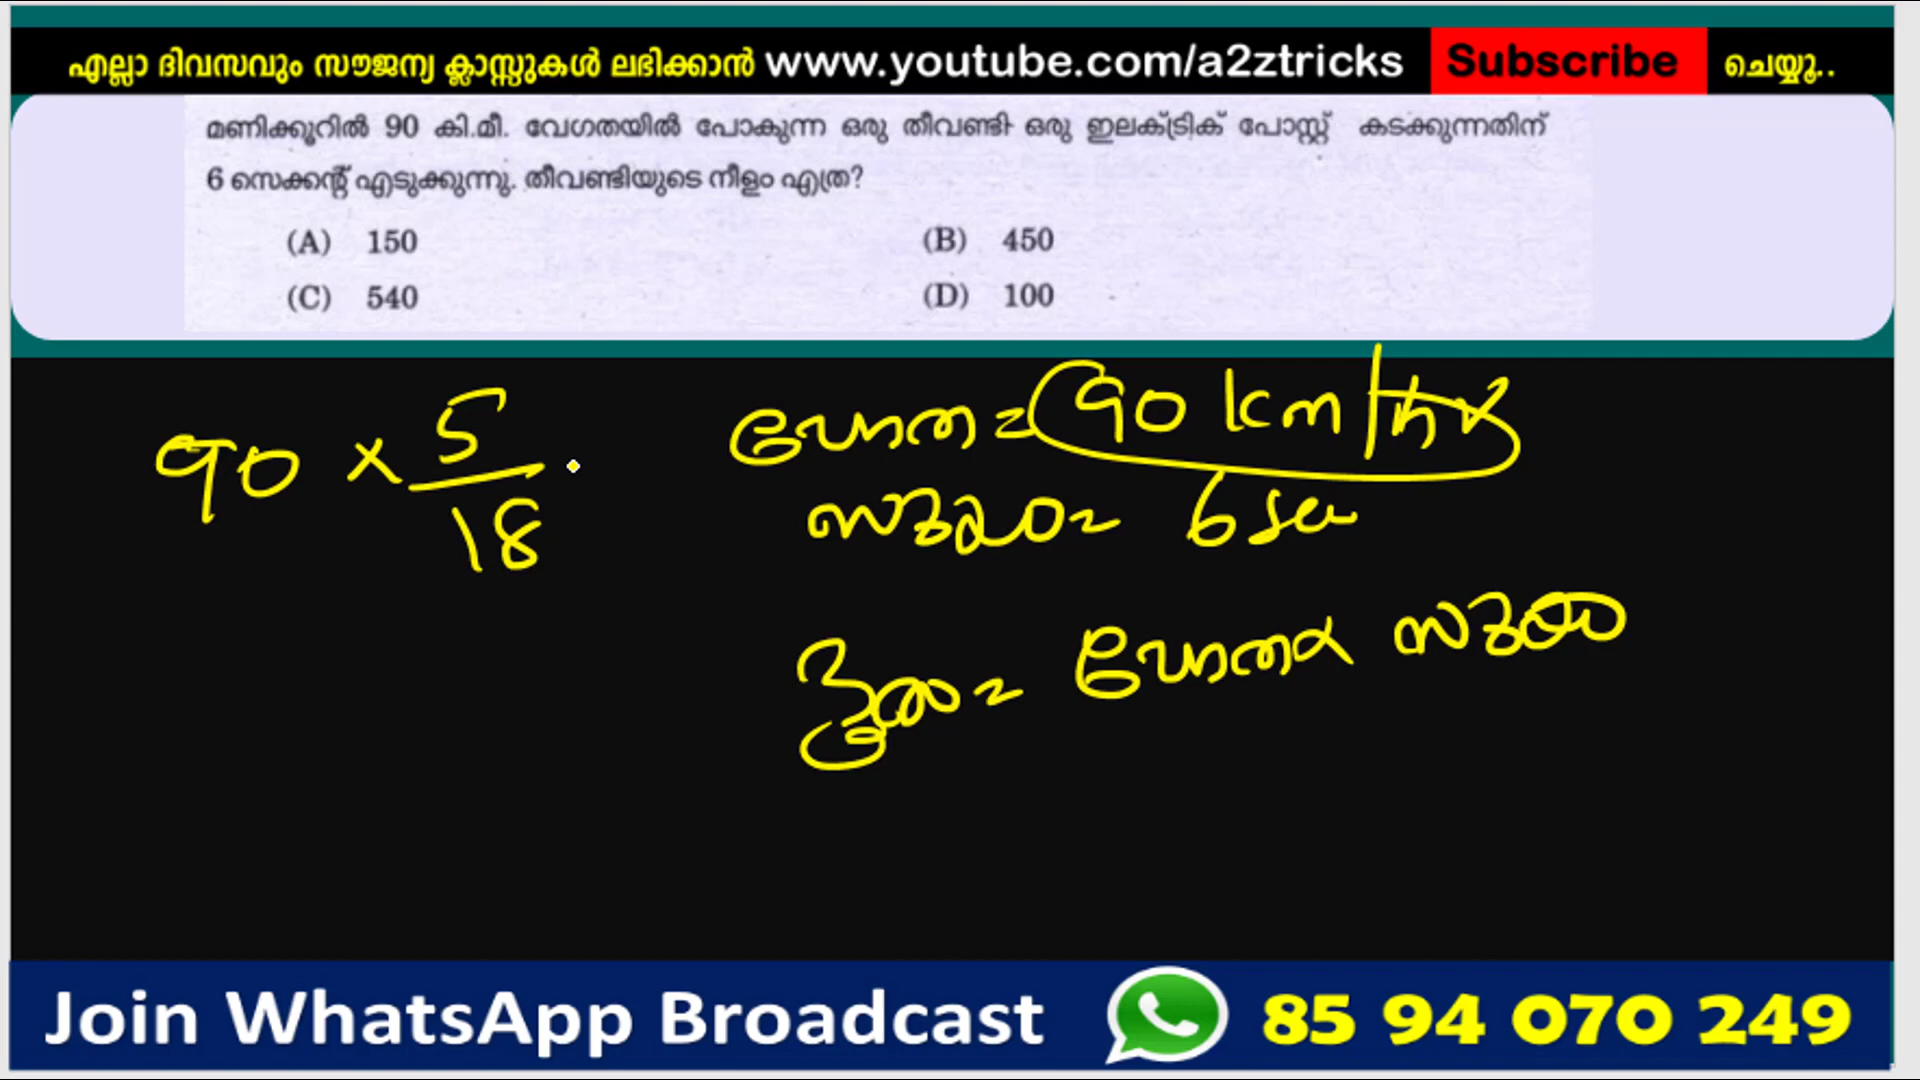 എല്ലാ ദിവസവും സൗജന്യ ക്ലാസ്സുകൾ ലഭിക്കാൻ www.youtube.com/a2ztricks Subscribe ചെയ്യൂ..
മണിക്കൂറിൽ 90 കി.മീ. വേഗതയിൽ പോകുന്ന ഒരു തീവണ്ടി ഒരു ഇലക്ട്രിക് പോസ്റ്റ് കടക്കുന്നതിന്
6 സെക്കന്റ് എടുക്കുന്നു. തീവണ്ടിയുടെ നീളം എത്ര?
(A) 150 (B) 450
(C) 540 (D) 100
90 × 5/18
വേഗത = 90 km/hr
സമയം = 6 sec
ദൂരം = വേഗത × സമയം
Join WhatsApp Broadcast 85 94 070 249